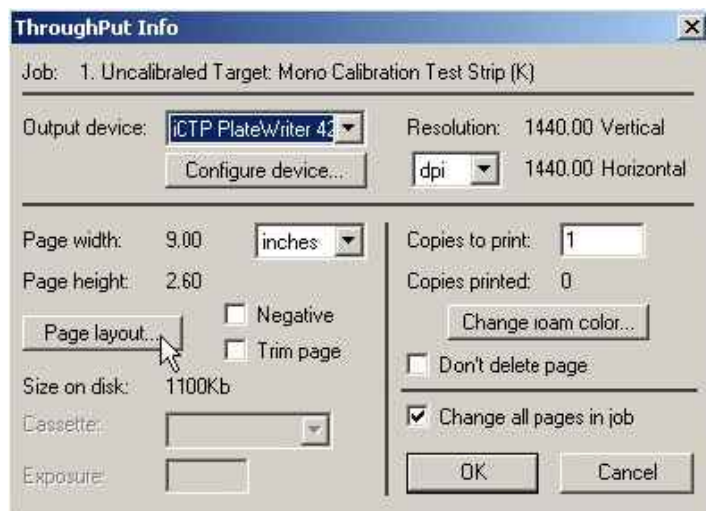 ThroughPut Info
Job: 1. Uncalibrated Target: Mono Calibration Test Strip (K)
Output device: iCTP PlateWriter 42
Configure device...
Resolution: 1440.00 Vertical
dpi 1440.00 Horizontal
Page width: 9.00 inches
Page height: 2.60
Negative
Page layout...
Trim page
Size on disk: 1100Kb
Cassette:
Exposure:
Copies to print: 1
Copies printed: 0
Change roam color...
Don't delete page
Change all pages in job
OK Cancel